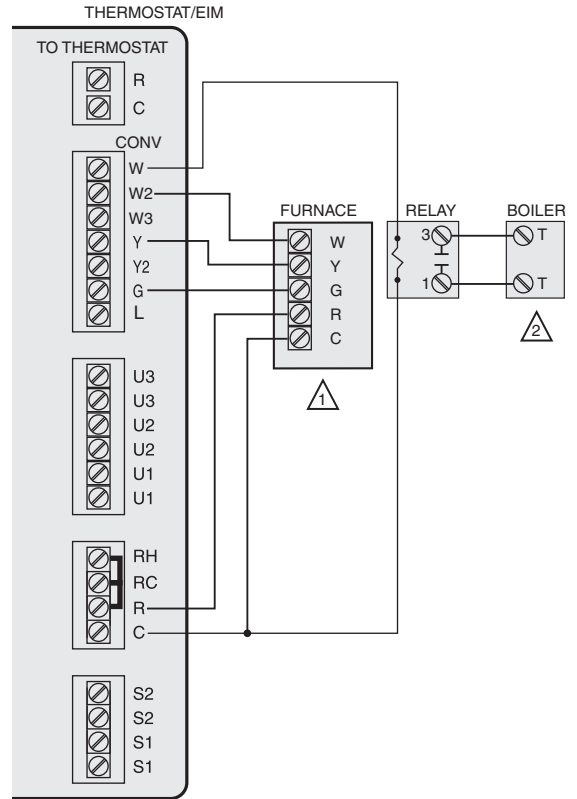 THERMOSTAT/EIM
TO THERMOSTAT
R
C
CONV
W
W2
W3
Y
Y2
G
L
FURNACE
W
Y
G
R
C
1
RELAY
3
1
BOILER
T
T
2
U3
U3
U2
U2
U1
U1
RH
RC
R
C
S2
S2
S1
S1